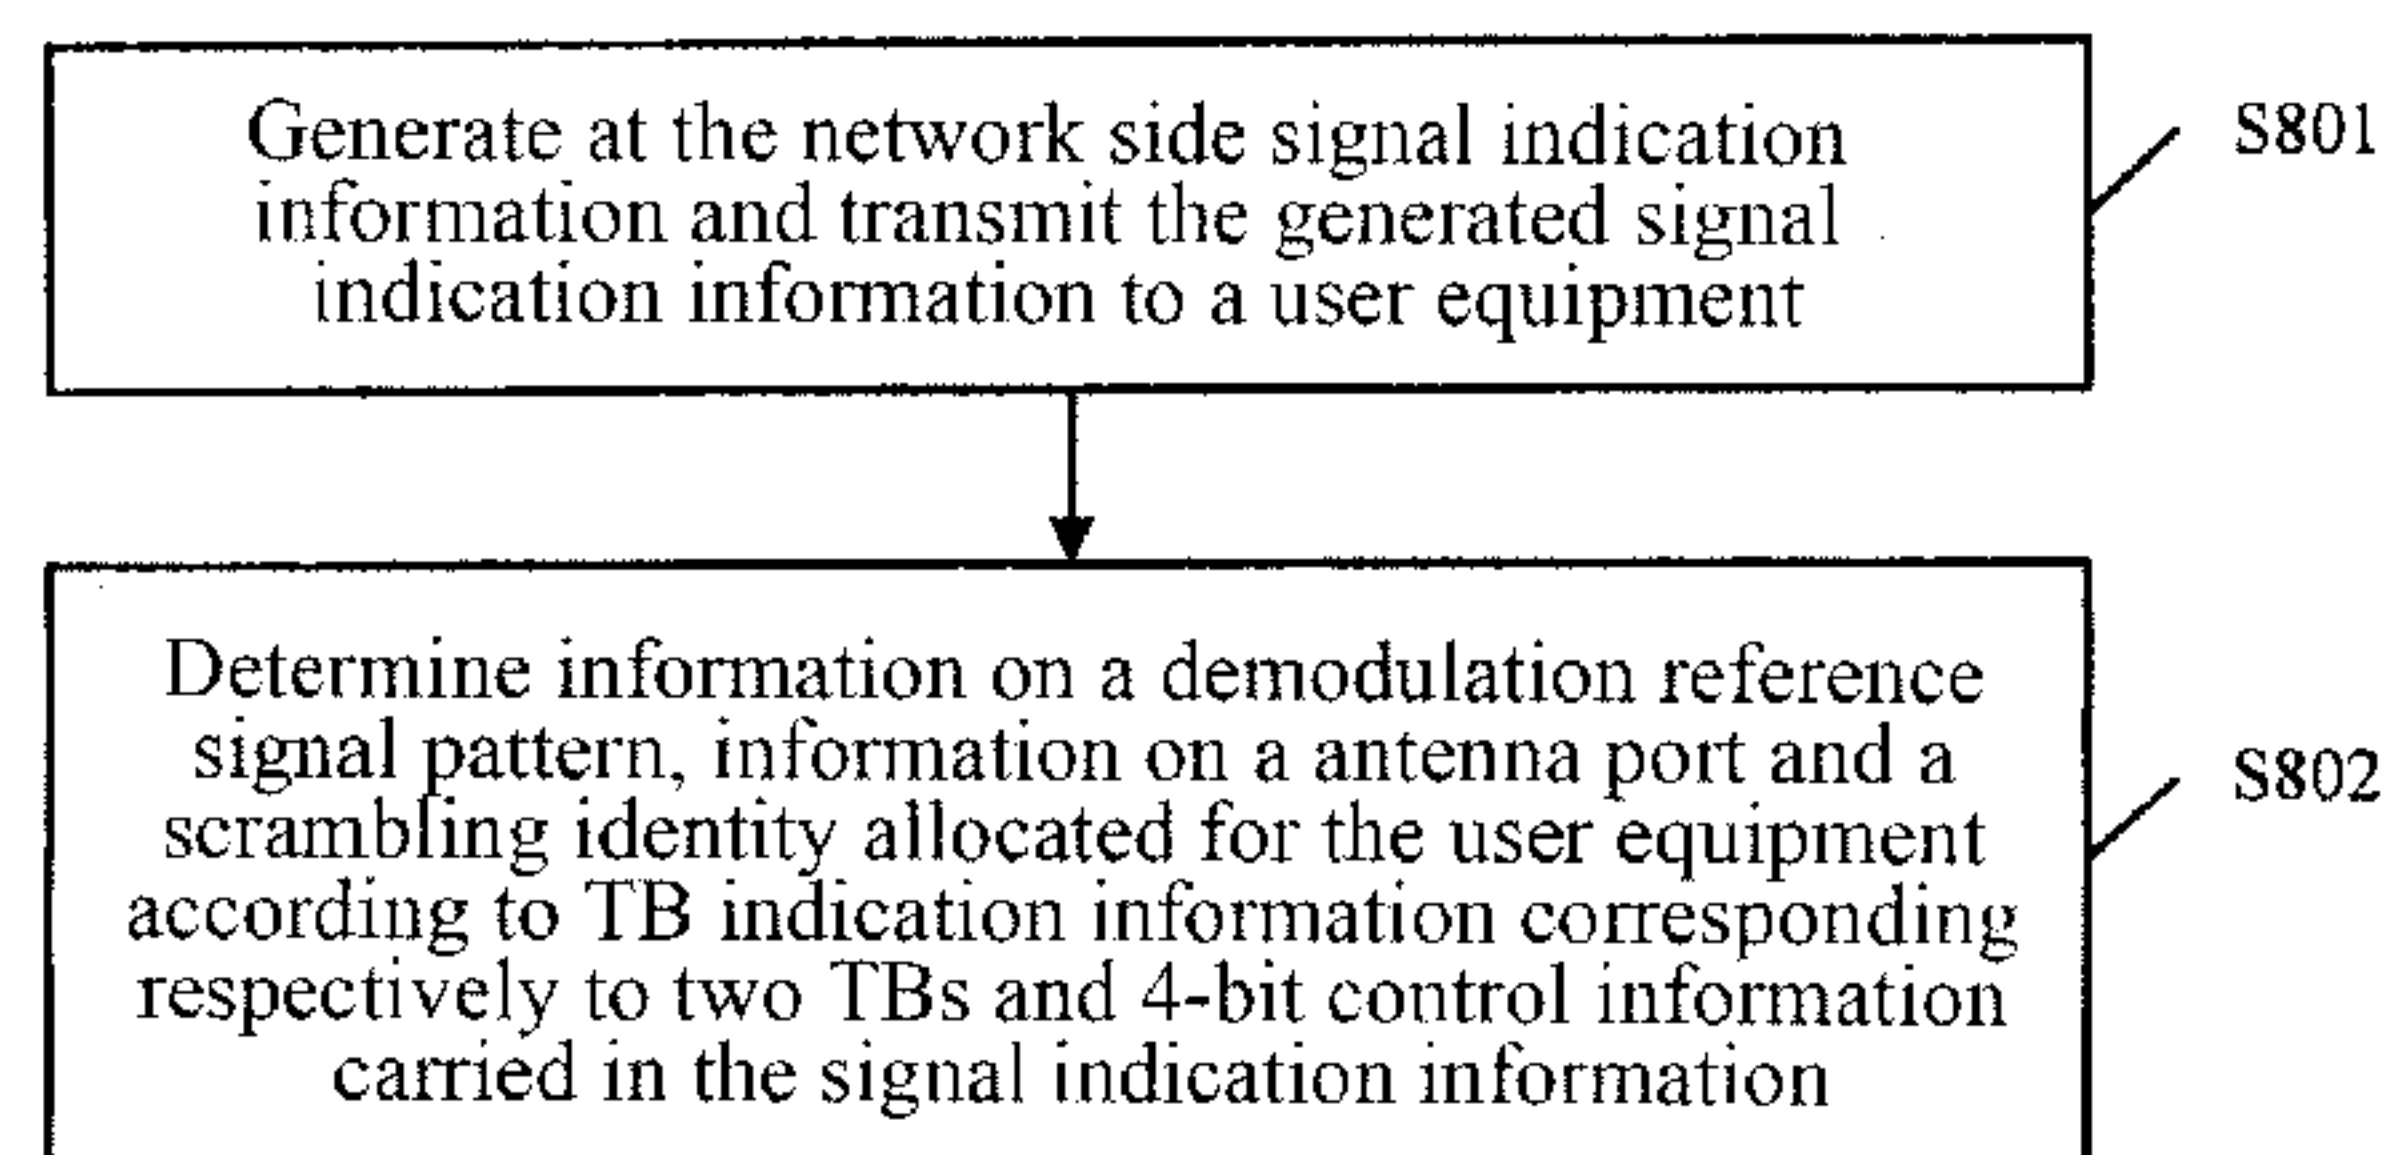 Generate at the network side signal indication
information and transmit the generated signal
indication information to a user equipment
S801
Determine information on a demodulation reference
signal pattern, information on a antenna port and a
scrambling identity allocated for the user equipment
according to TB indication information corresponding
respectively to two TBs and 4-bit control information
carried in the signal indication information
S802